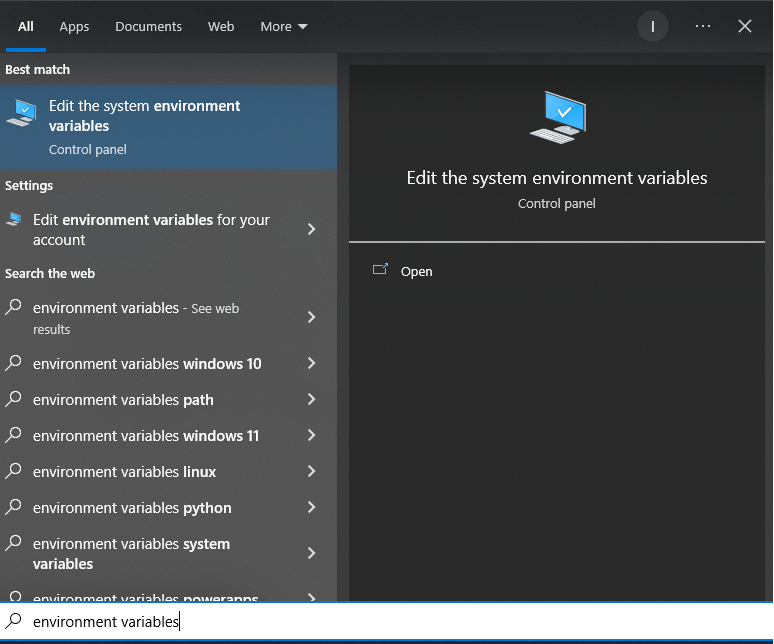 All Apps Documents Web More I ...
Best match
Edit the system environment
variables
Control panel
Settings
Edit environment variables for your
account
Search the web
environment variables - See web
results
environment variables windows 10
environment variables path
environment variables windows 11
environment variables linux
environment variables python
environment variables system
variables
environment variables powerapps
environment variables
Edit the system environment variables
Control panel
Open